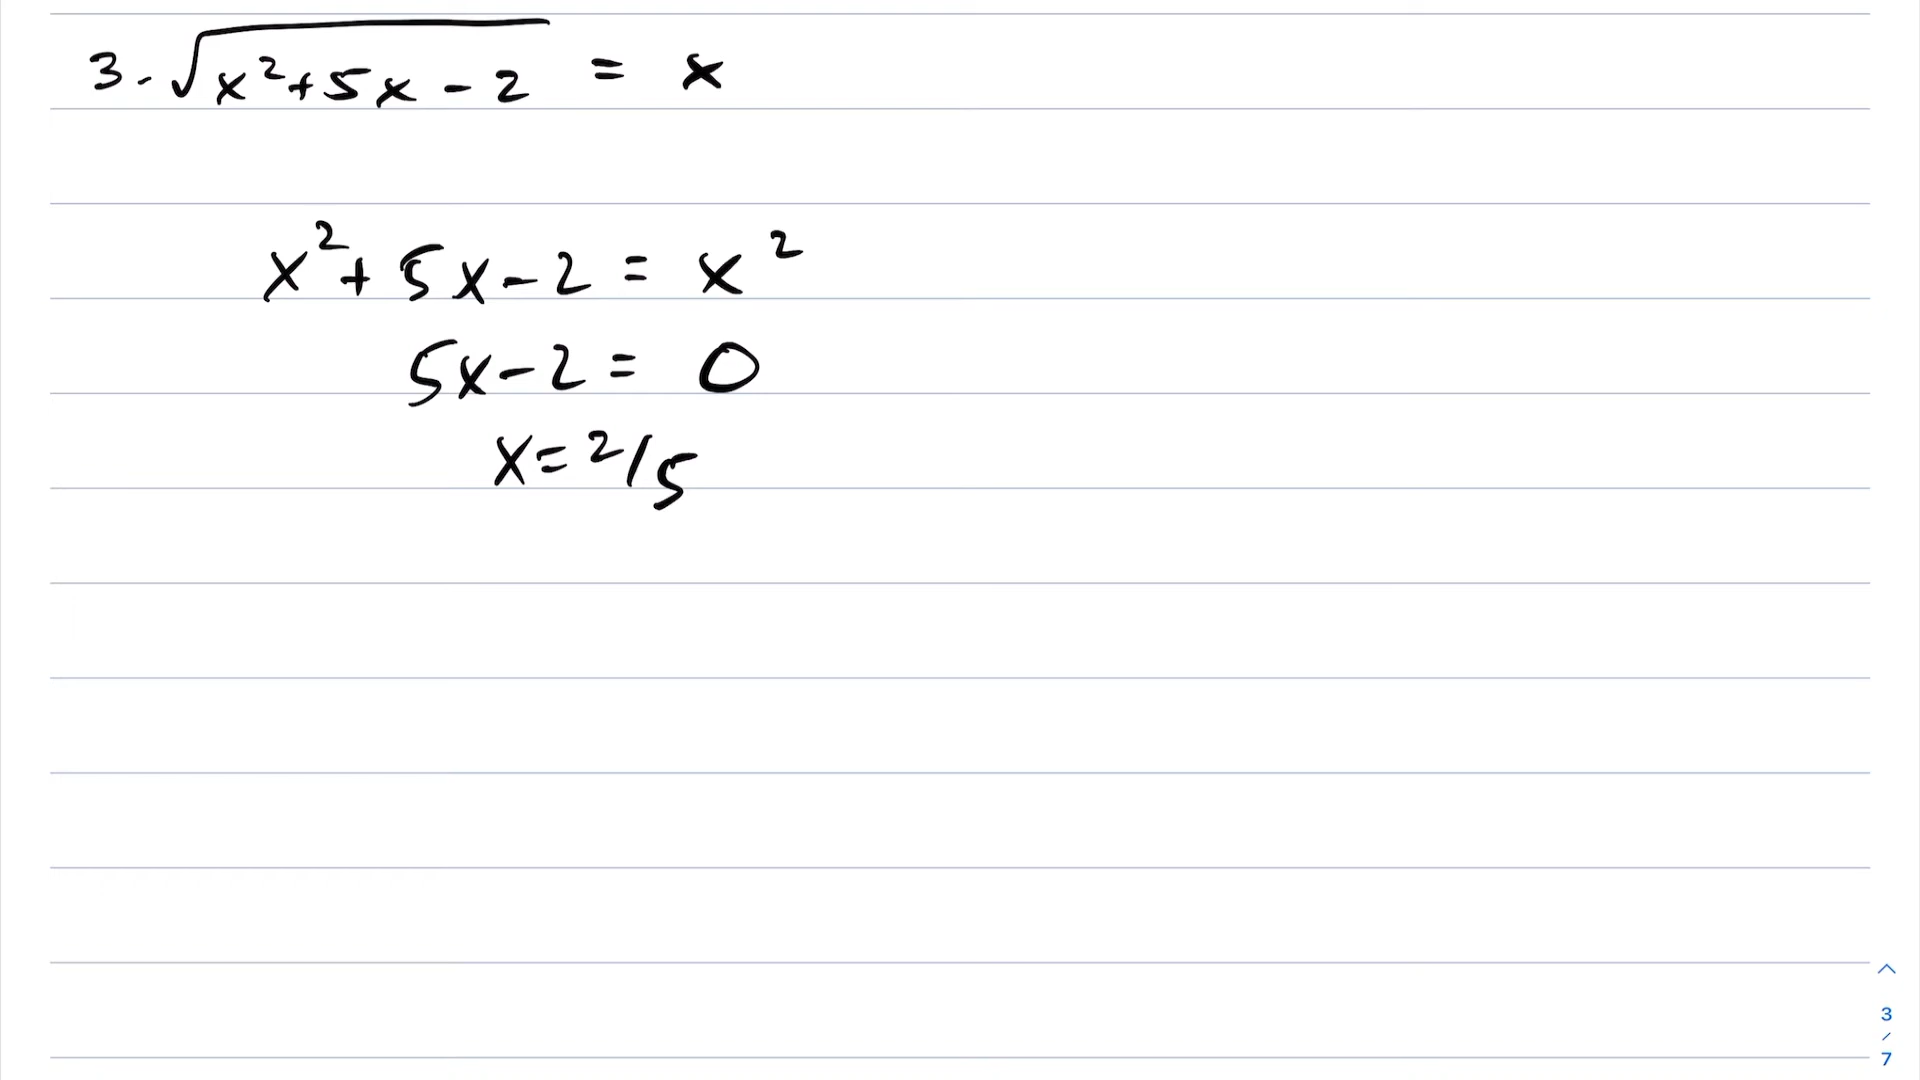 3. √(x²+5x-2) = x
x²+5x-2 = x²
5x-2 = 0
x=2/5
3
/
7